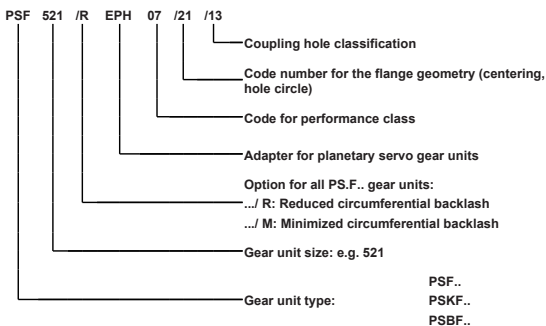 PSF 521 /R EPH 07 /21 /13
Coupling hole classification
Code number for the flange geometry (centering,
hole circle)
Code for performance class
Adapter for planetary servo gear units
Option for all PS.F.. gear units:
.../ R: Reduced circumferential backlash
.../ M: Minimized circumferential backlash
Gear unit size: e.g. 521
PSF..
Gear unit type: PSKF..
PSBF..